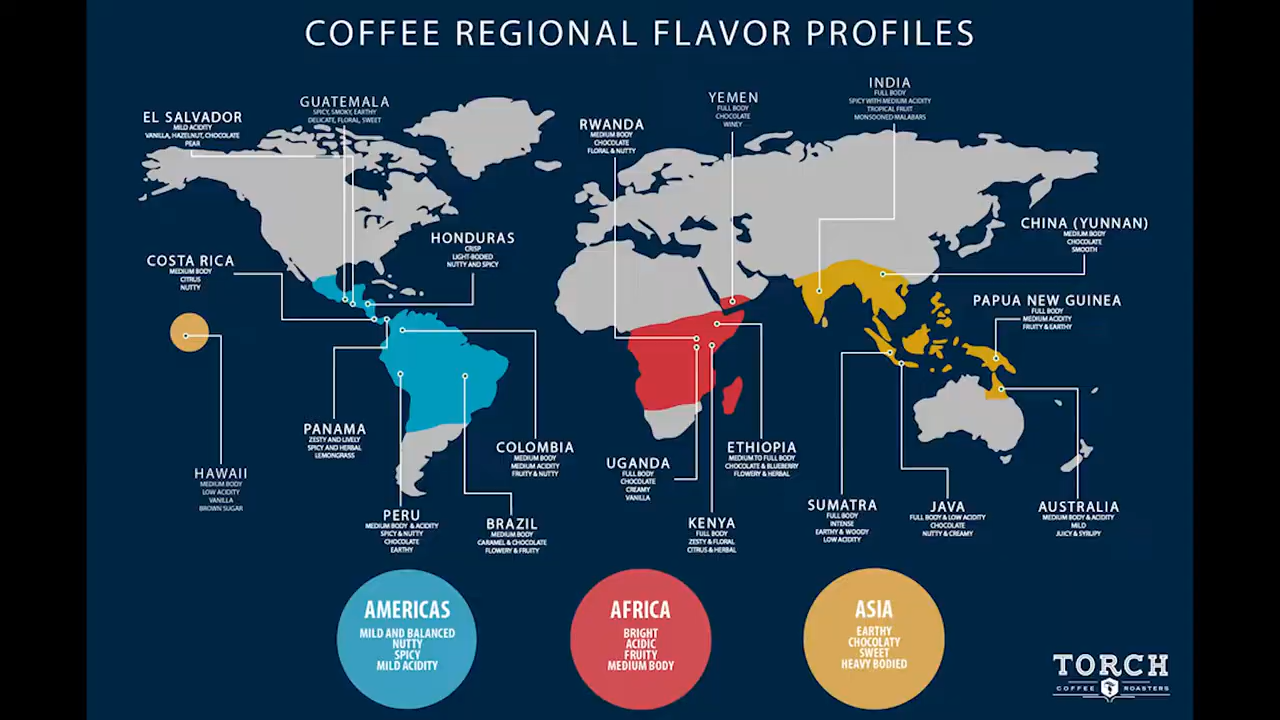 COFFEE REGIONAL FLAVOR PROFILES
EL SALVADOR
MILD ACIDITY
VANILLA, HAZELNUT, CHOCOLATE
PEAR
GUATEMALA
SPICY, SMOKY, EARTHY
DELICATE, FLORAL, SWEET
RWANDA
MEDIUM BODY
CHOCOLATE
FLORAL & NUTTY
YEMEN
FULL BODY
CHOCOLATE
WINEY
INDIA
FULL BODY
SPICY WITH MEDIUM ACIDITY
TROPICAL FRUIT
MONSOONED MALABARS
CHINA (YUNNAN)
MEDIUM BODY
CHOCOLATE
SMOOTH
COSTA RICA
MEDIUM BODY
CITRUS
NUTTY
HONDURAS
CRISP
LIGHT-BODIED
NUTTY AND SPICY
PAPUA NEW GUINEA
FULL BODY
MEDIUM ACIDITY
FRUITY & EARTHY
HAWAII
MEDIUM BODY
LOW ACIDITY
VANILLA
BROWN SUGAR
PANAMA
ZESTY AND LIVELY
SPICY AND HERBAL
LEMONGRASS
PERU
MEDIUM BODY & ACIDITY
SPICY & NUTTY
CHOCOLATE
EARTHY
COLOMBIA
MEDIUM BODY
MEDIUM ACIDITY
FRUITY & NUTTY
BRAZIL
MEDIUM BODY
CARAMEL & CHOCOLATE
FLOWERY & FRUITY
UGANDA
FULL BODY
CHOCOLATE
CREAMY
VANILLA
KENYA
FULL BODY
ZESTY & FLORAL
CITRUS & HERBAL
ETHIOPIA
MEDIUM TO FULL BODY
CHOCOLATE & BLUEBERRY
FLOWERY & HERBAL
SUMATRA
FULL BODY
INTENSE
EARTHY & WOODY
LOW ACIDITY
JAVA
FULL BODY & LOW ACIDITY
CHOCOLATE
NUTTY & CREAMY
AUSTRALIA
MEDIUM BODY & ACIDITY
MILD
JUICY & SYRUPY
AMERICAS
MILD AND BALANCED
NUTTY
SPICY
MILD ACIDITY
AFRICA
BRIGHT
ACIDIC
FRUITY
MEDIUM BODY
ASIA
EARTHY
CHOCOLATY
SWEET
HEAVY BODIED
TORCH
COFFEE ROASTERS